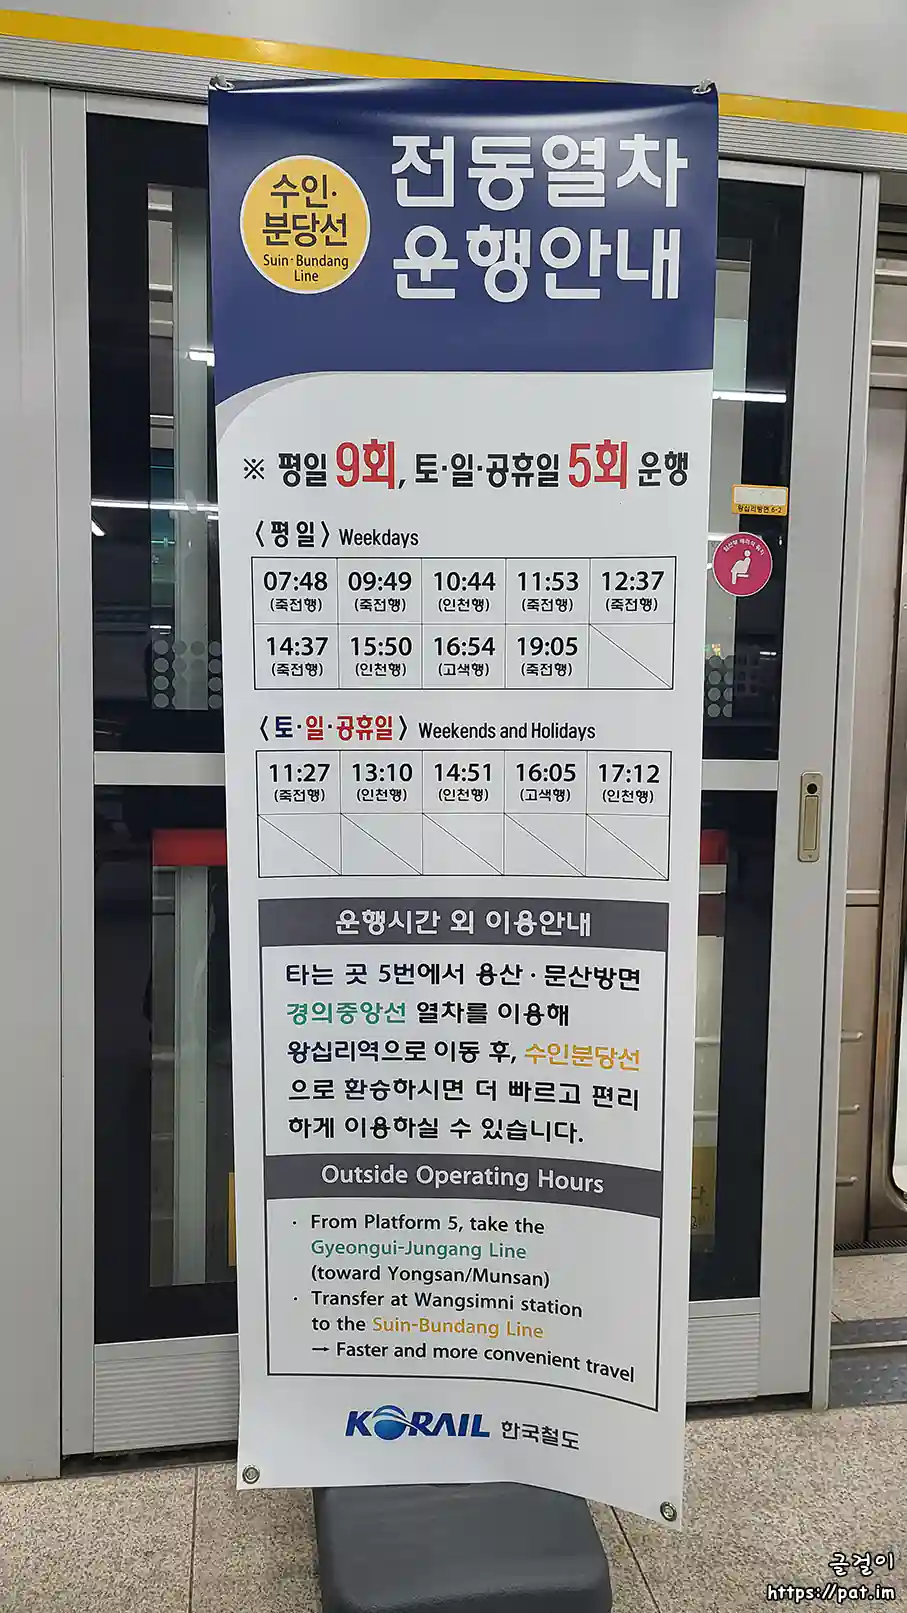 수인·
분당선
Suin·Bundang
Line
전동열차
운행안내
※ 평일 9회, 토·일·공휴일 5회 운행
〈평일〉 Weekdays
07:48 09:49 10:44 11:53 12:37
(죽전행) (죽전행) (인천행) (죽전행) (죽전행)
14:37 15:50 16:54 19:05
(죽전행) (인천행) (고색행) (죽전행)
〈토·일·공휴일〉 Weekends and Holidays
11:27 13:10 14:51 16:05 17:12
(죽전행) (인천행) (인천행) (고색행) (인천행)
운행시간 외 이용안내
타는 곳 5번에서 용산·문산방면
경의중앙선 열차를 이용해
왕십리역으로 이동 후, 수인분당선
으로 환승하시면 더 빠르고 편리
하게 이용하실 수 있습니다.
Outside Operating Hours
· From Platform 5, take the
Gyeongui-Jungang Line
(toward Yongsan/Munsan)
· Transfer at Wangsimni station
to the Suin-Bundang Line
→ Faster and more convenient travel
KORAIL 한국철도
왕십리방면 6-2
글걸이
https://pat.im